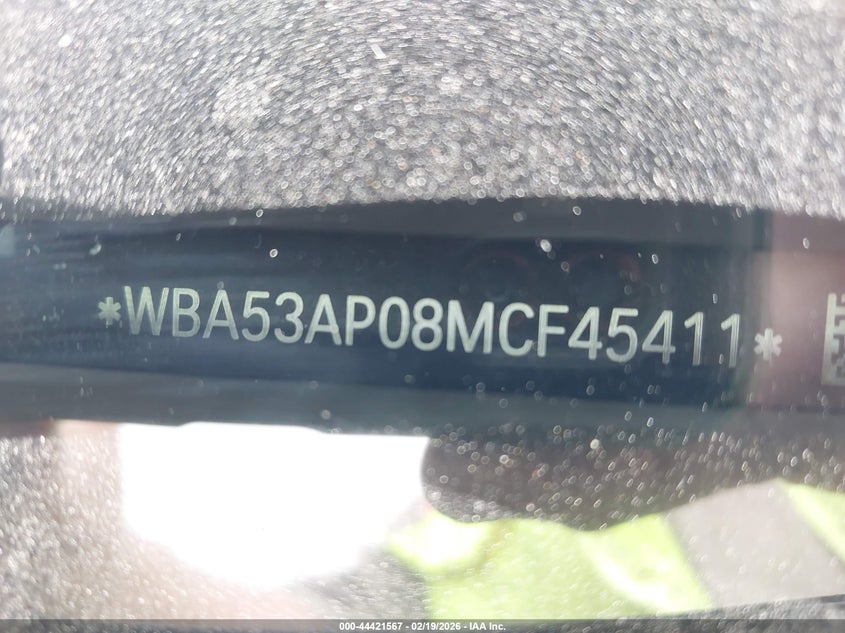 *WBA53AP08MCF45411*
000-44421567 | 02/19/2026 - IAA Inc.